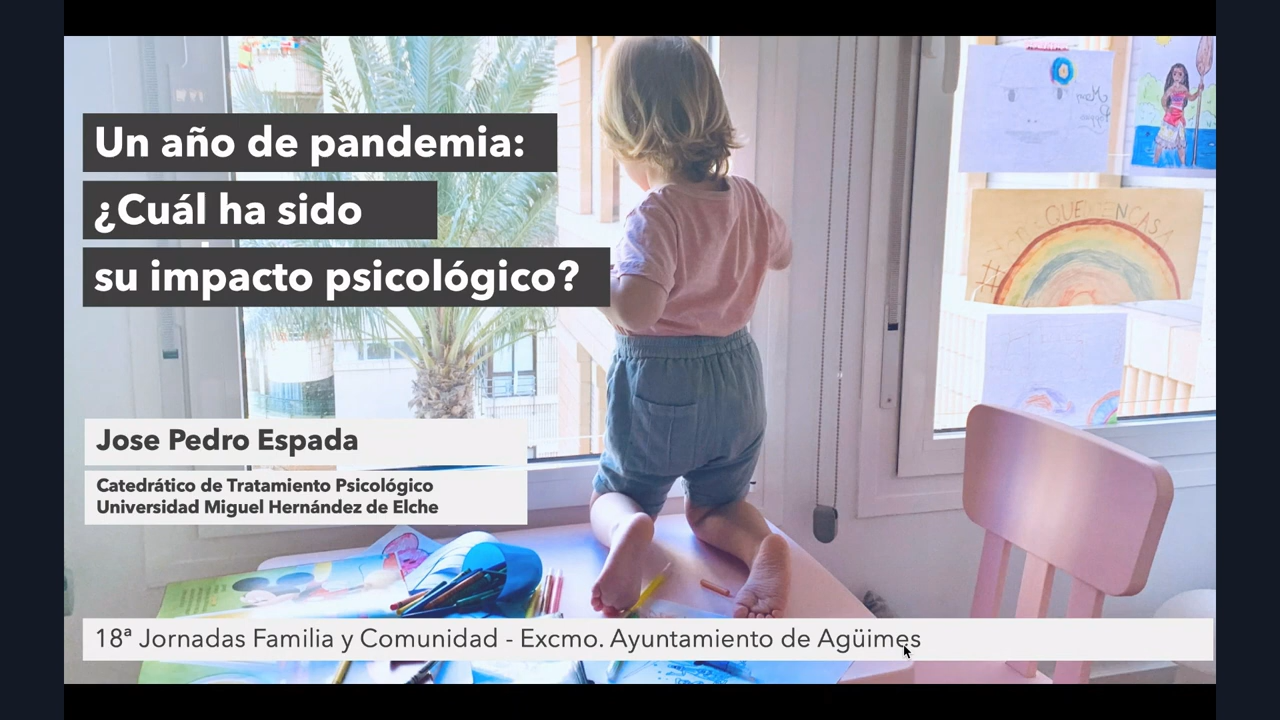 Un año de pandemia:
¿Cuál ha sido
su impacto psicológico?
Jose Pedro Espada
Catedrático de Tratamiento Psicológico
Universidad Miguel Hernández de Elche
18ª Jornadas Familia y Comunidad - Excmo. Ayuntamiento de Agüimes